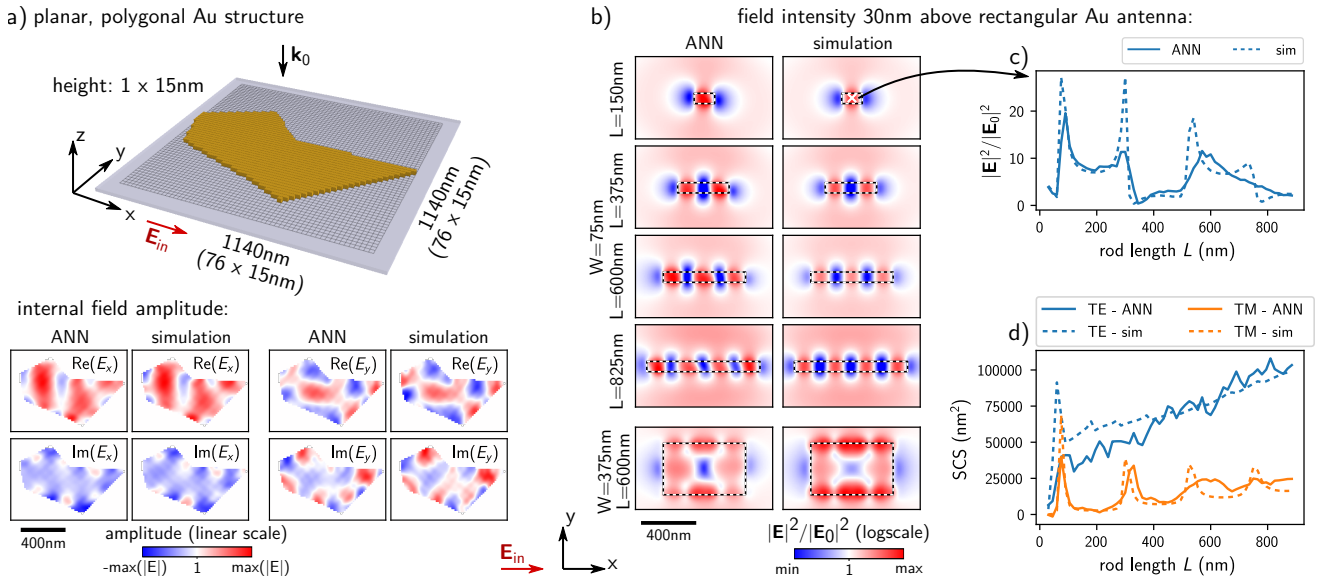 a) planar, polygonal Au structure
height: 1 x 15nm
k0
z
y
x
Ein
1140nm
(76 × 15nm)
1140nm
(76 × 15nm)
internal field amplitude:
ANN
simulation
ANN
simulation
Re(Ex)
Re(Ex)
Re(Ey)
Re(Ey)
Im(Ex)
Im(Ex)
Im(Ey)
Im(Ey)
400nm
amplitude (linear scale)
-max(|E|)
1
max(|E|)
Ein
y
x
b)
field intensity 30nm above rectangular Au antenna:
ANN
simulation
L=150nm
L=375nm
W=75nm
L=600nm
L=825nm
W=375nm
L=600nm
400nm
|E|²/|E0|² (logscale)
min
1
max
c)
ANN
sim
|E|²/|E0|²
20
10
0
0
200
400
600
800
rod length L (nm)
d)
TE - ANN
TM - ANN
TE - sim
TM - sim
SCS (nm²)
100000
75000
50000
25000
0
0
200
400
600
800
rod length L (nm)